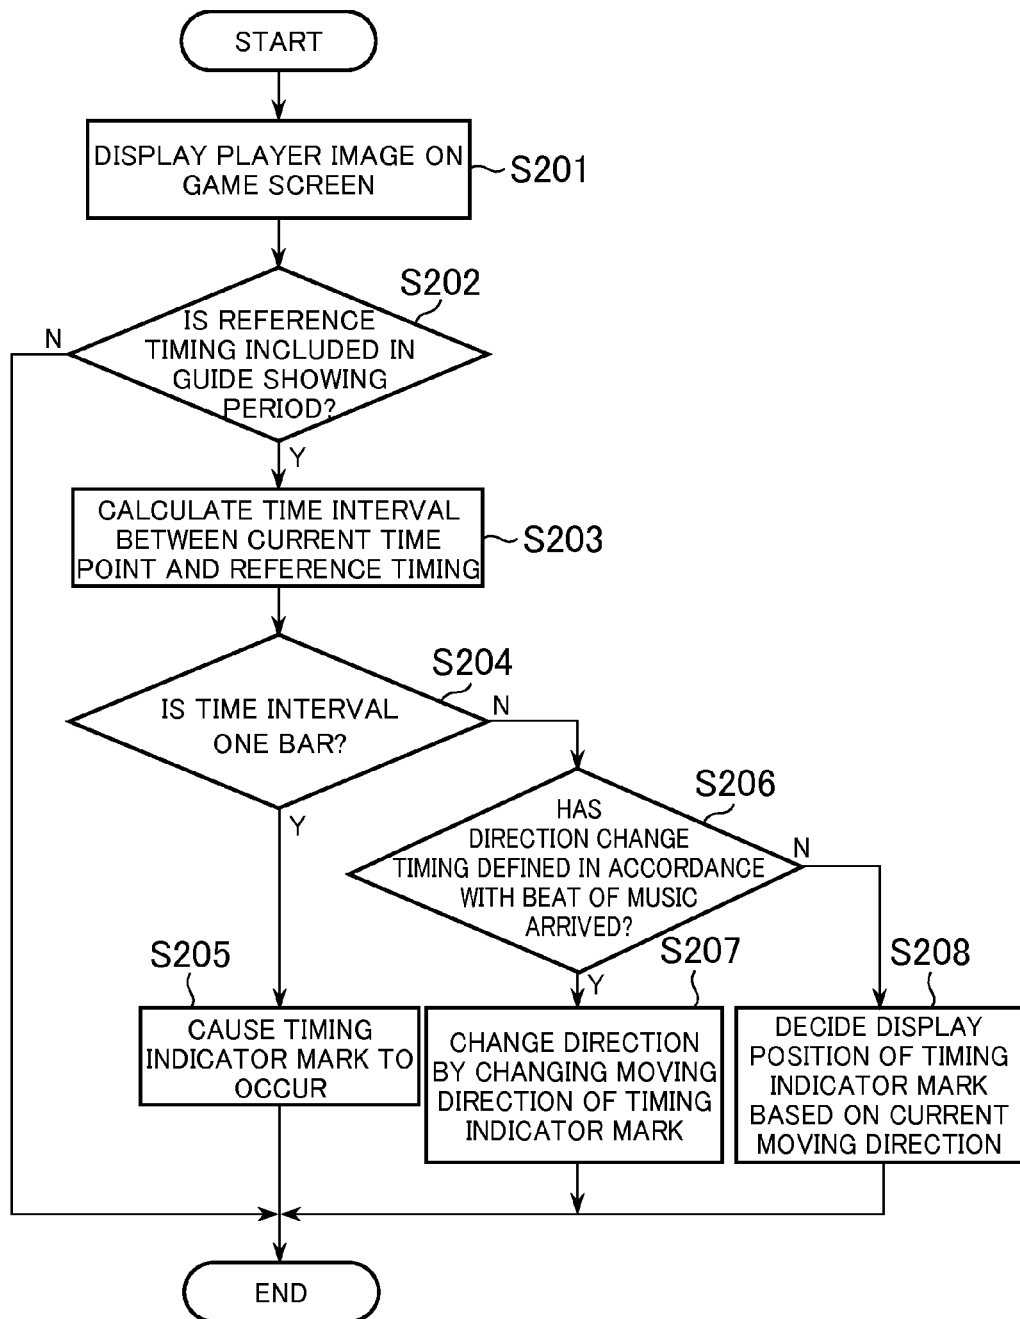 START
DISPLAY PLAYER IMAGE ON
GAME SCREEN
S201
S202
IS REFERENCE
TIMING INCLUDED IN
GUIDE SHOWING
PERIOD?
N
Y
CALCULATE TIME INTERVAL
BETWEEN CURRENT TIME
POINT AND REFERENCE TIMING
S203
S204
IS TIME INTERVAL
ONE BAR?
N
Y
S206
HAS
DIRECTION CHANGE
TIMING DEFINED IN ACCORDANCE
WITH BEAT OF MUSIC
ARRIVED?
N
Y
S205
CAUSE TIMING
INDICATOR MARK TO
OCCUR
S207
CHANGE DIRECTION
BY CHANGING MOVING
DIRECTION OF TIMING
INDICATOR MARK
S208
DECIDE DISPLAY
POSITION OF TIMING
INDICATOR MARK
BASED ON CURRENT
MOVING DIRECTION
END